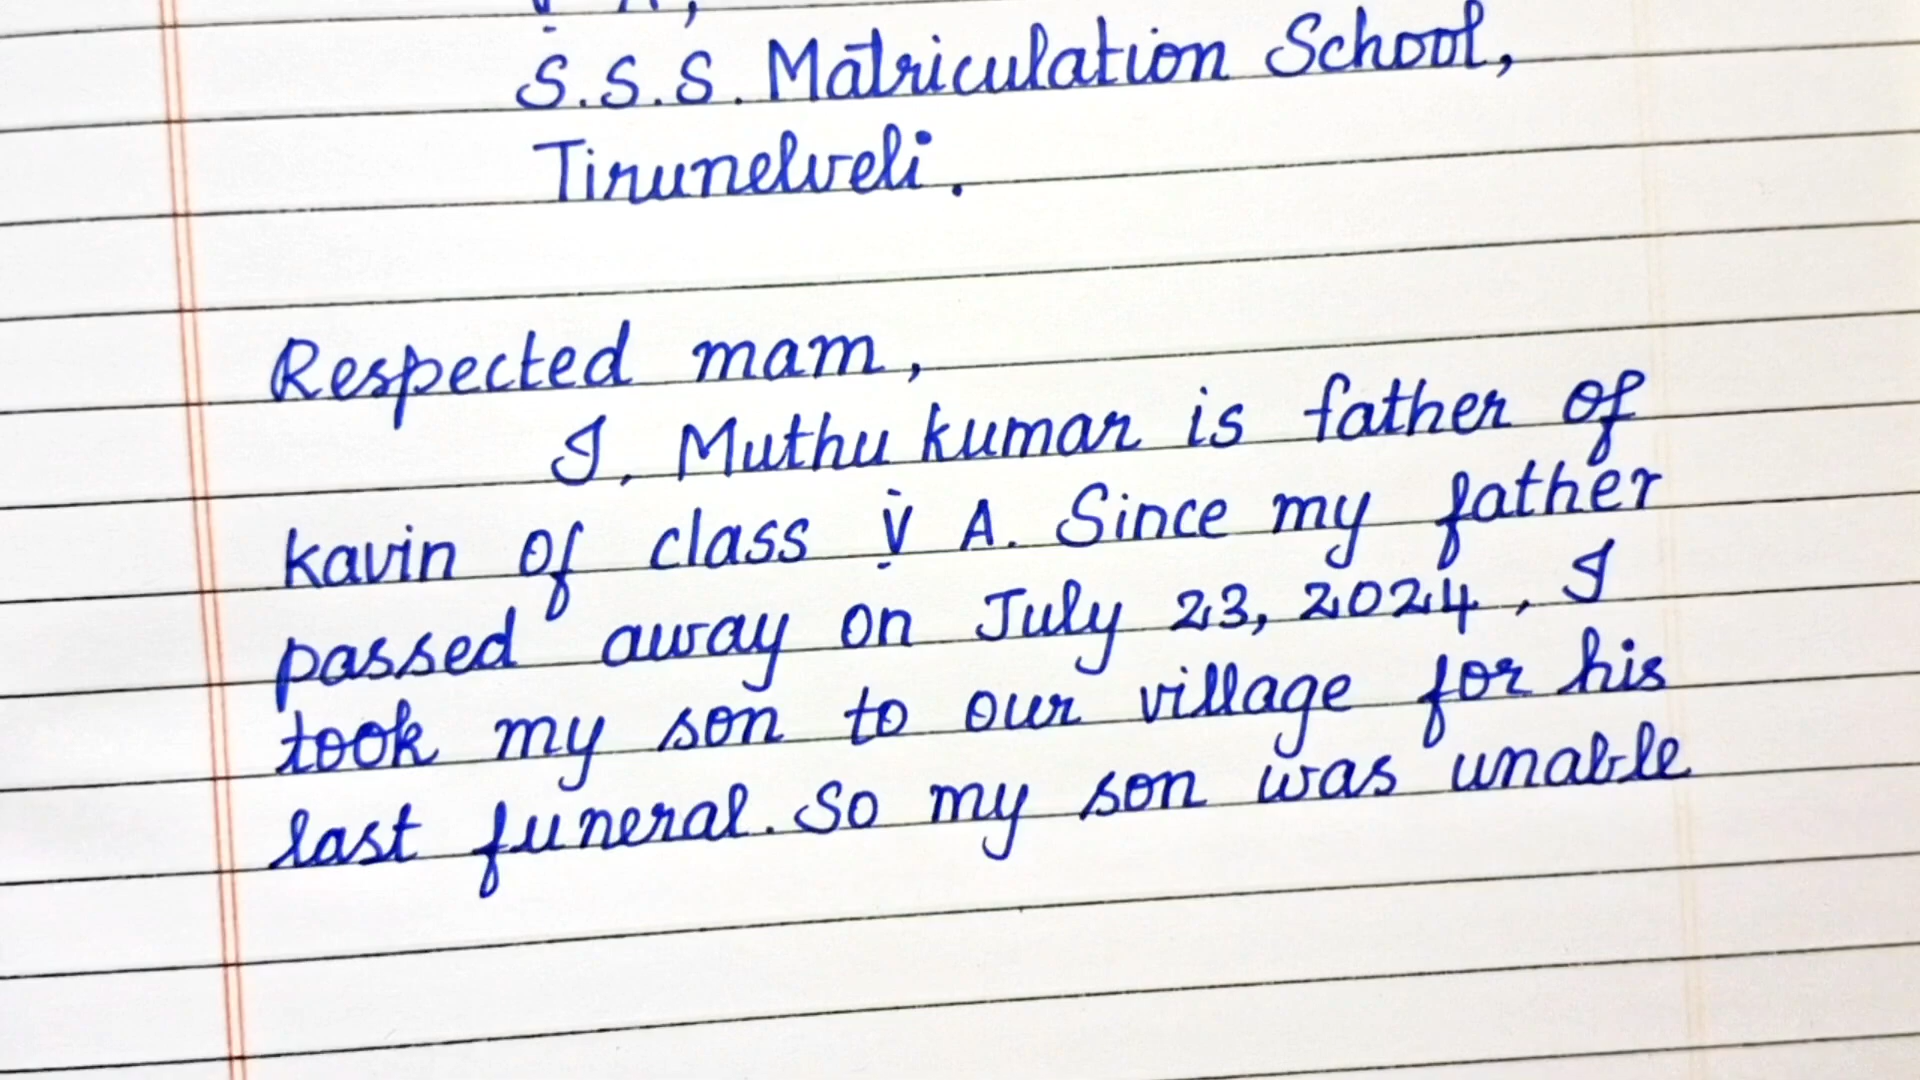 V A,
S.S.S. Matriculation School,
Tirunelveli.
Respected mam,
I, Muthu kumar is father of
kavin of class V A. Since my father
passed away on July 23, 2024, I
took my son to our village for his
last funeral. So my son was unable